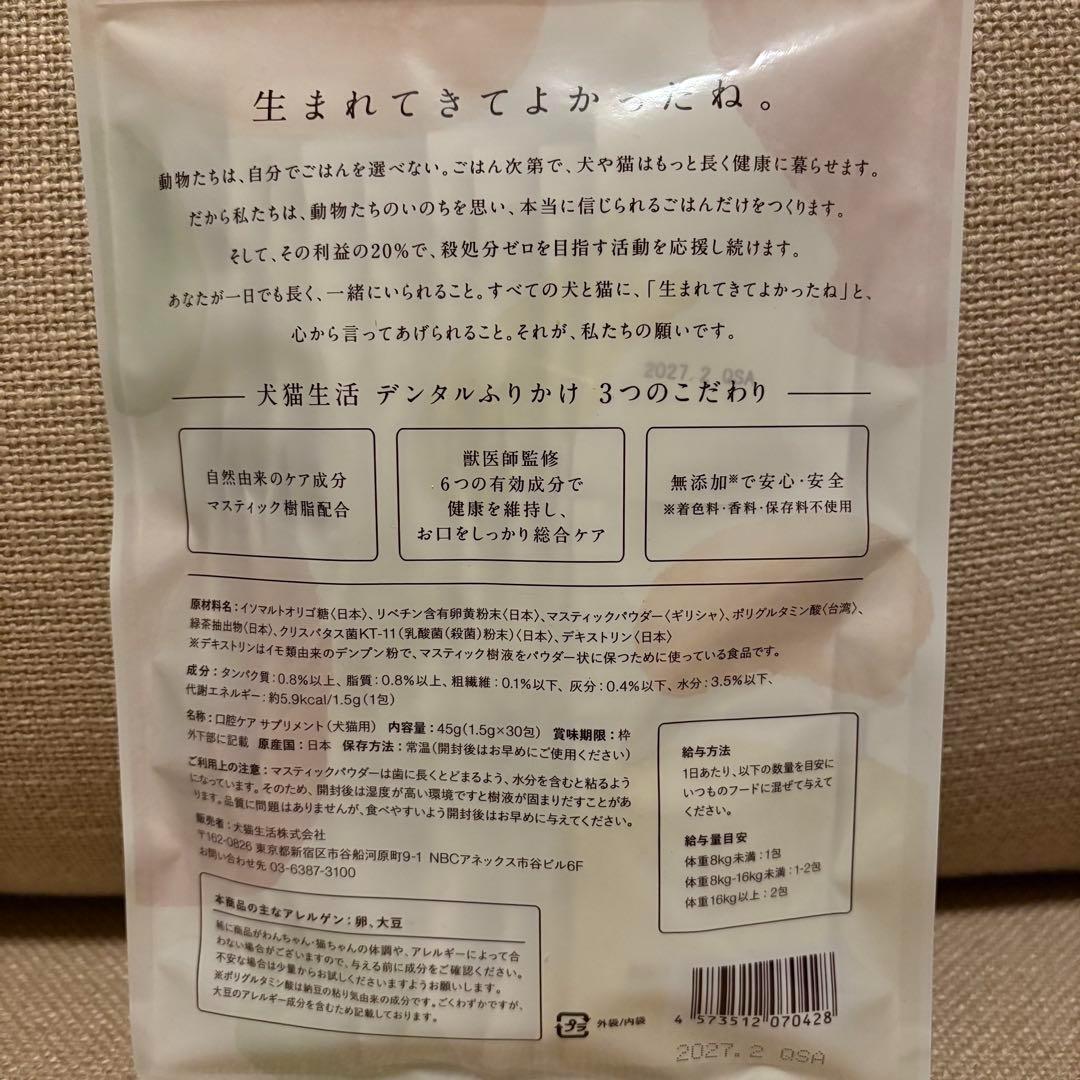 生まれてきてよかったね。
動物たちは、自分でごはんを選べない。ごはん次第で、犬や猫はもっと長く健康に暮らせます。
だから私たちは、動物たちのいのちを思い、本当に信じられるごはんだけをつくります。
そして、その利益の20%で、殺処分ゼロを目指す活動を応援し続けます。
あなたが一日でも長く、一緒にいられること。すべての犬と猫に、「生まれてきてよかったね」と、
心から言ってあげられること。それが、私たちの願いです。
2027.2 QSA
犬猫生活 デンタルふりかけ 3つのこだわり
自然由来のケア成分
マスティック樹脂配合
獣医師監修
6つの有効成分で
健康を維持し、
お口をしっかり総合ケア
無添加※で安心・安全
※着色料・香料・保存料不使用
原材料名：イソマルトオリゴ糖〈日本〉、リベチン含有卵黄粉末〈日本〉、マスティックパウダー〈ギリシャ〉、ポリグルタミン酸〈台湾〉、
緑茶抽出物〈日本〉、クリスパタス菌KT-11（乳酸菌（殺菌）粉末）〈日本〉、デキストリン〈日本〉
※デキストリンはイモ類由来のデンプン粉で、マスティック樹液をパウダー状に保つために使っている食品です。
成分：タンパク質：0.8%以上、脂質：0.8%以上、粗繊維：0.1%以下、灰分：0.4%以下、水分：3.5%以下、
代謝エネルギー：約5.9kcal/1.5g（1包）
名称：口腔ケア サプリメント（犬猫用） 内容量：45g（1.5g×30包） 賞味期限：枠
外下部に記載 原産国：日本 保存方法：常温（開封後はお早めにご使用ください）
ご利用上の注意：マスティックパウダーは歯に長くとどまるよう、水分を含むと粘るよう
になっています。そのため、開封後は湿度が高い環境ですと樹液が固まりだすことがあ
ります。品質に問題はありませんが、食べやすいよう開封後はお早めに与えてください。
販売者：犬猫生活株式会社
〒162-0826 東京都新宿区市谷船河原町9-1 NBCアネックス市谷ビル6F
お問い合わせ先 03-6387-3100
給与方法
1日あたり、以下の数量を目安に
いつものフードに混ぜて与えて
ください。
給与量目安
体重8kg未満：1包
体重8kg-16kg未満：1-2包
体重16kg以上：2包
本商品の主なアレルゲン：卵、大豆
稀に商品がわんちゃん・猫ちゃんの体調や、アレルギーによって合
わない場合がございますので、与える前に成分をご確認ください。
不安な場合は少量からお試しくださいますようお願いします。
※ポリグルタミン酸は納豆の粘り気由来の成分です。ごくわずかですが、
大豆のアレルギー成分を含むため記載しております。
プラ 外袋/内袋
4 573512 070428
2027.2 QSA